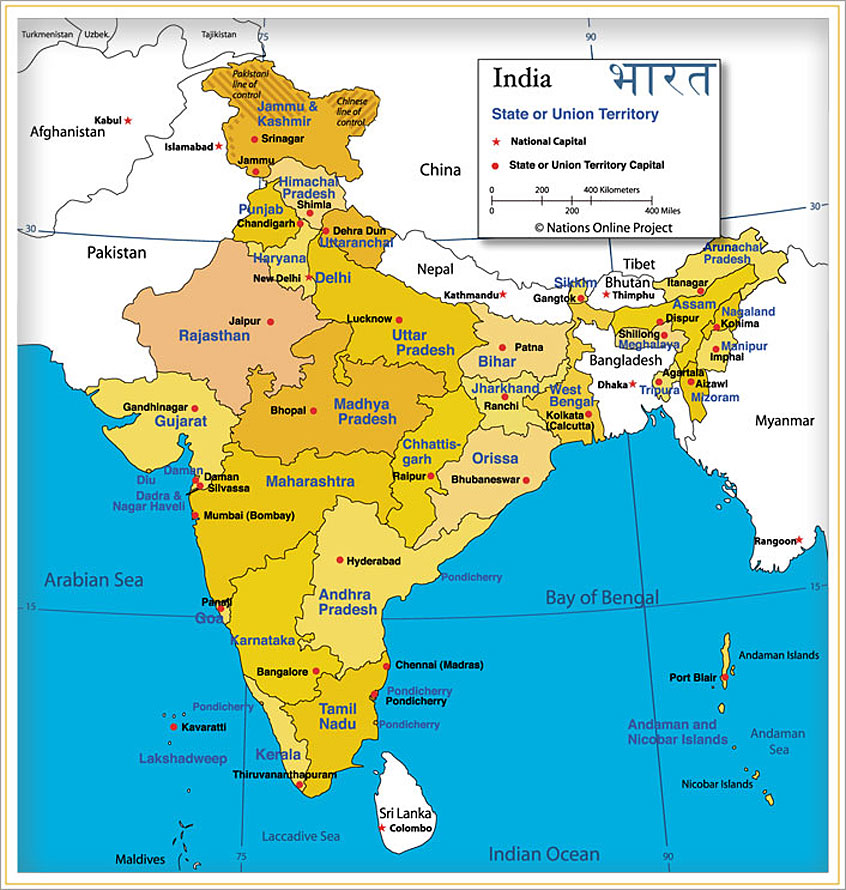 Turkmenistan
Uzbek.
Tajikistan
75
90
India भारत
State or Union Territory
National Capital
State or Union Territory Capital
0 200 400 Kilometers
0 200 400 Miles
© Nations Online Project
Pakistani
line of
control
Chinese
line of
control
Jammu &
Kashmir
Kabul
Afghanistan
Islamabad
Srinagar
Jammu
China
Himachal
Pradesh
Shimla
Punjab
Chandigarh
30
30
Dehra Dun
Uttaranchal
Pakistan
Haryana
New Delhi
Delhi
Nepal
Kathmandu
Tibet
Bhutan
Thimphu
Sikkim
Gangtok
Arunachal
Pradesh
Itanagar
Assam
Dispur
Nagaland
Kohima
Shillong
Meghalaya
Manipur
Imphal
Jaipur
Rajasthan
Lucknow
Uttar
Pradesh
Patna
Bihar
Bangladesh
Dhaka
Agartala
Tripura
Aizawl
Mizoram
Jharkhand
Ranchi
West
Bengal
Kolkata
(Calcutta)
Myanmar
Gandhinagar
Gujarat
Bhopal
Madhya
Pradesh
Chhattis-
garh
Raipur
Orissa
Bhubaneswar
Daman
Diu
Daman
Silvassa
Dadra &
Nagar Haveli
Maharashtra
Mumbai (Bombay)
Rangoon
Hyderabad
Arabian Sea
Pondicherry
Andhra
Pradesh
Bay of Bengal
15
15
Panaji
Goa
Karnataka
Bangalore
Chennai (Madras)
Andaman Islands
Port Blair
Pondicherry
Pondicherry
Pondicherry
Pondicherry
Tamil
Nadu
Kavaratti
Lakshadweep
Andaman and
Nicobar Islands
Andaman
Sea
Kerala
Thiruvananthapuram
Nicobar Islands
Sri Lanka
Colombo
Laccadive Sea
Indian Ocean
Maldives
75
90